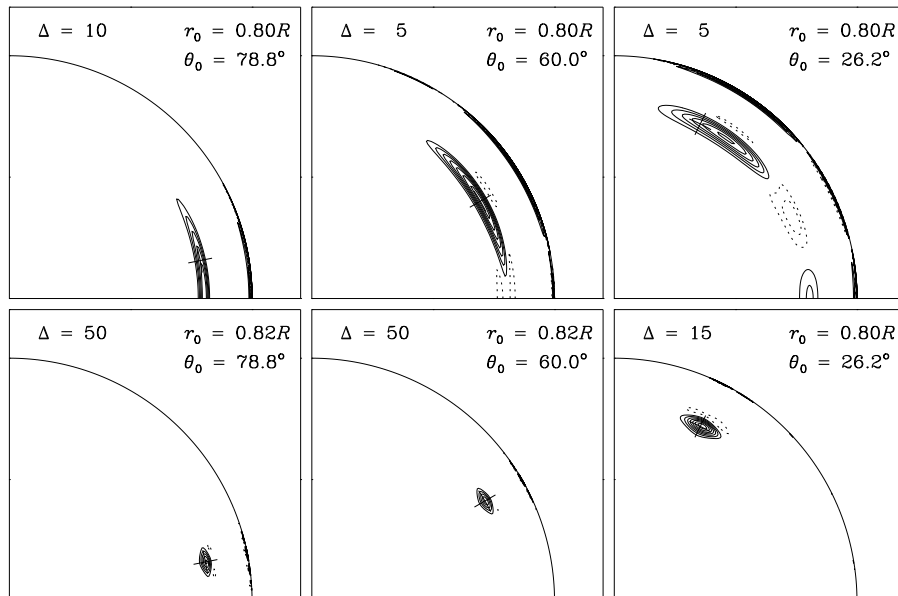 Δ = 10 r₀ = 0.80R
θ₀ = 78.8°
Δ = 5 r₀ = 0.80R
θ₀ = 60.0°
Δ = 5 r₀ = 0.80R
θ₀ = 26.2°
Δ = 50 r₀ = 0.82R
θ₀ = 78.8°
Δ = 50 r₀ = 0.82R
θ₀ = 60.0°
Δ = 15 r₀ = 0.80R
θ₀ = 26.2°